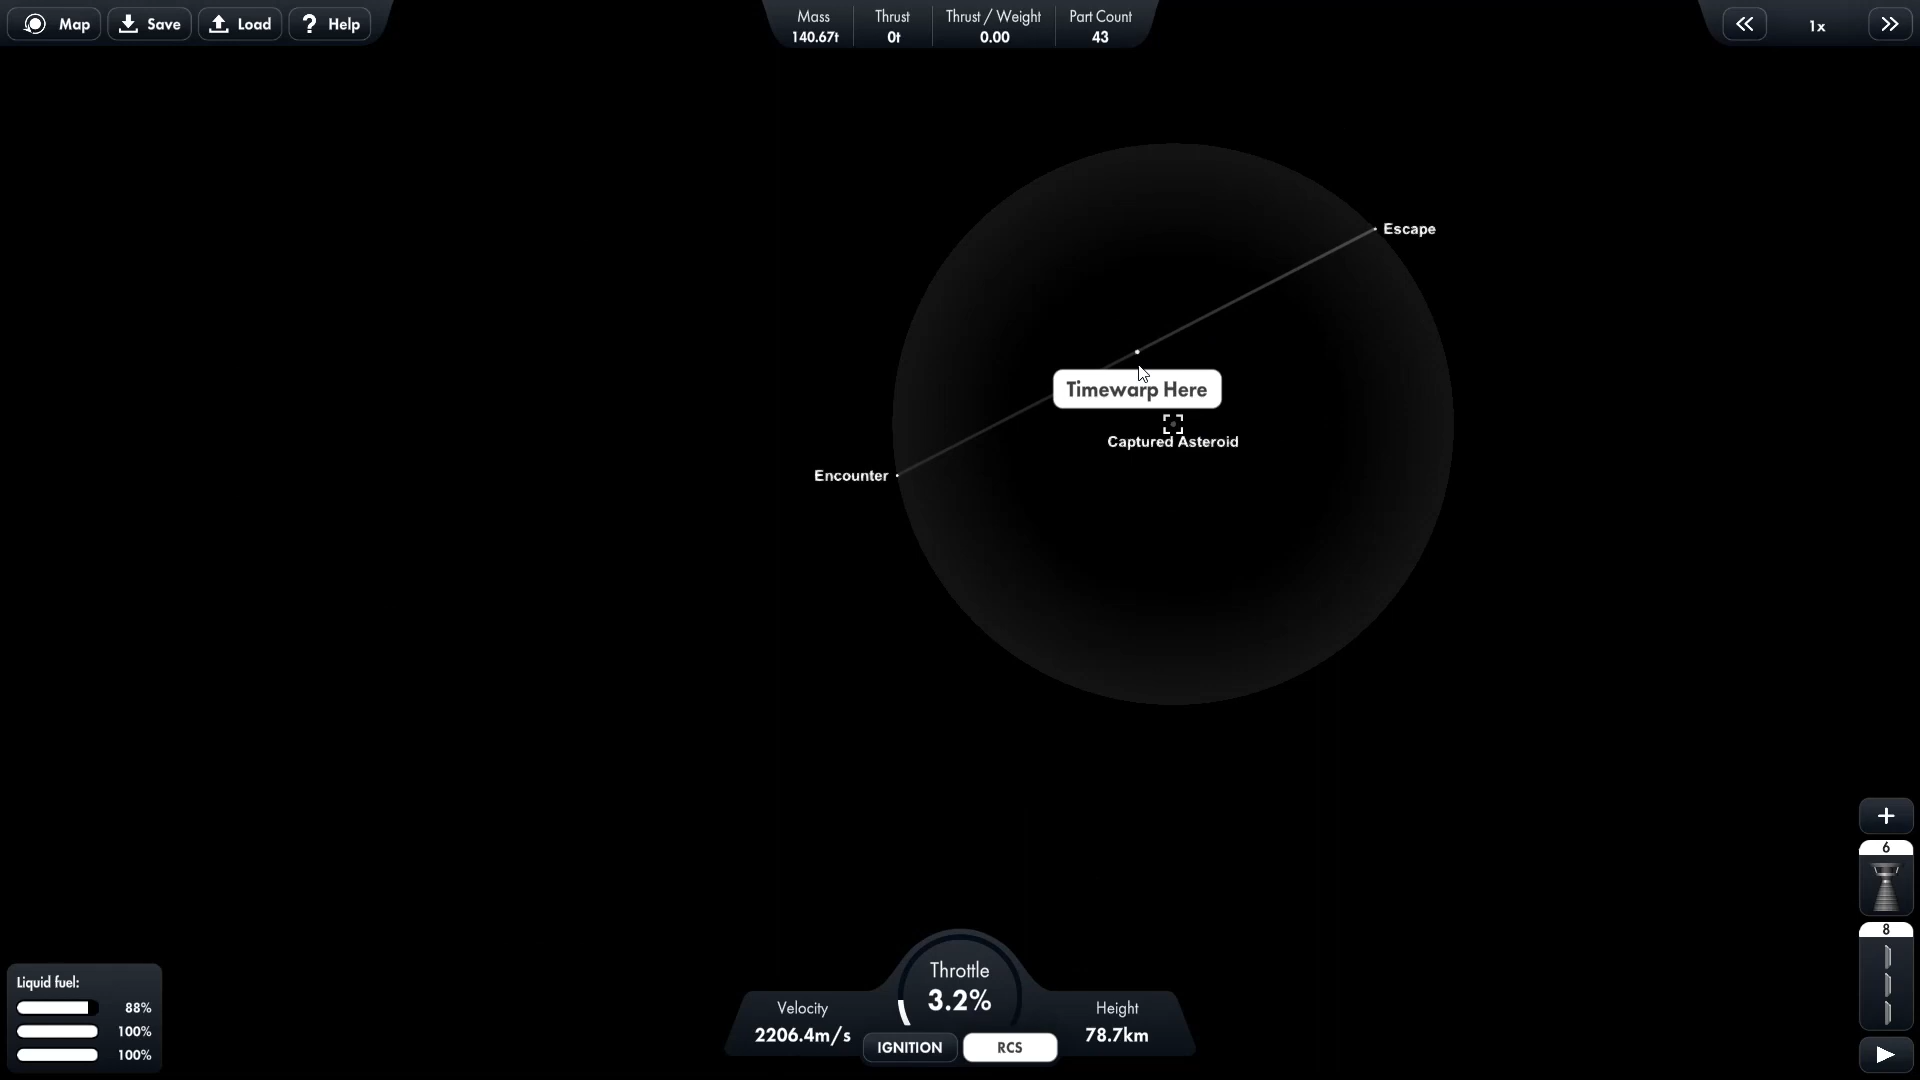 Map
Save
Load
Help
Mass
140.67t
Thrust
0t
Thrust / Weight
0.00
Part Count
43
1x
Escape
Timewarp Here
Captured Asteroid
Encounter
6
8
Liquid fuel:
88%
100%
100%
Throttle
3.2%
Velocity
2206.4m/s
Height
78.7km
IGNITION
RCS